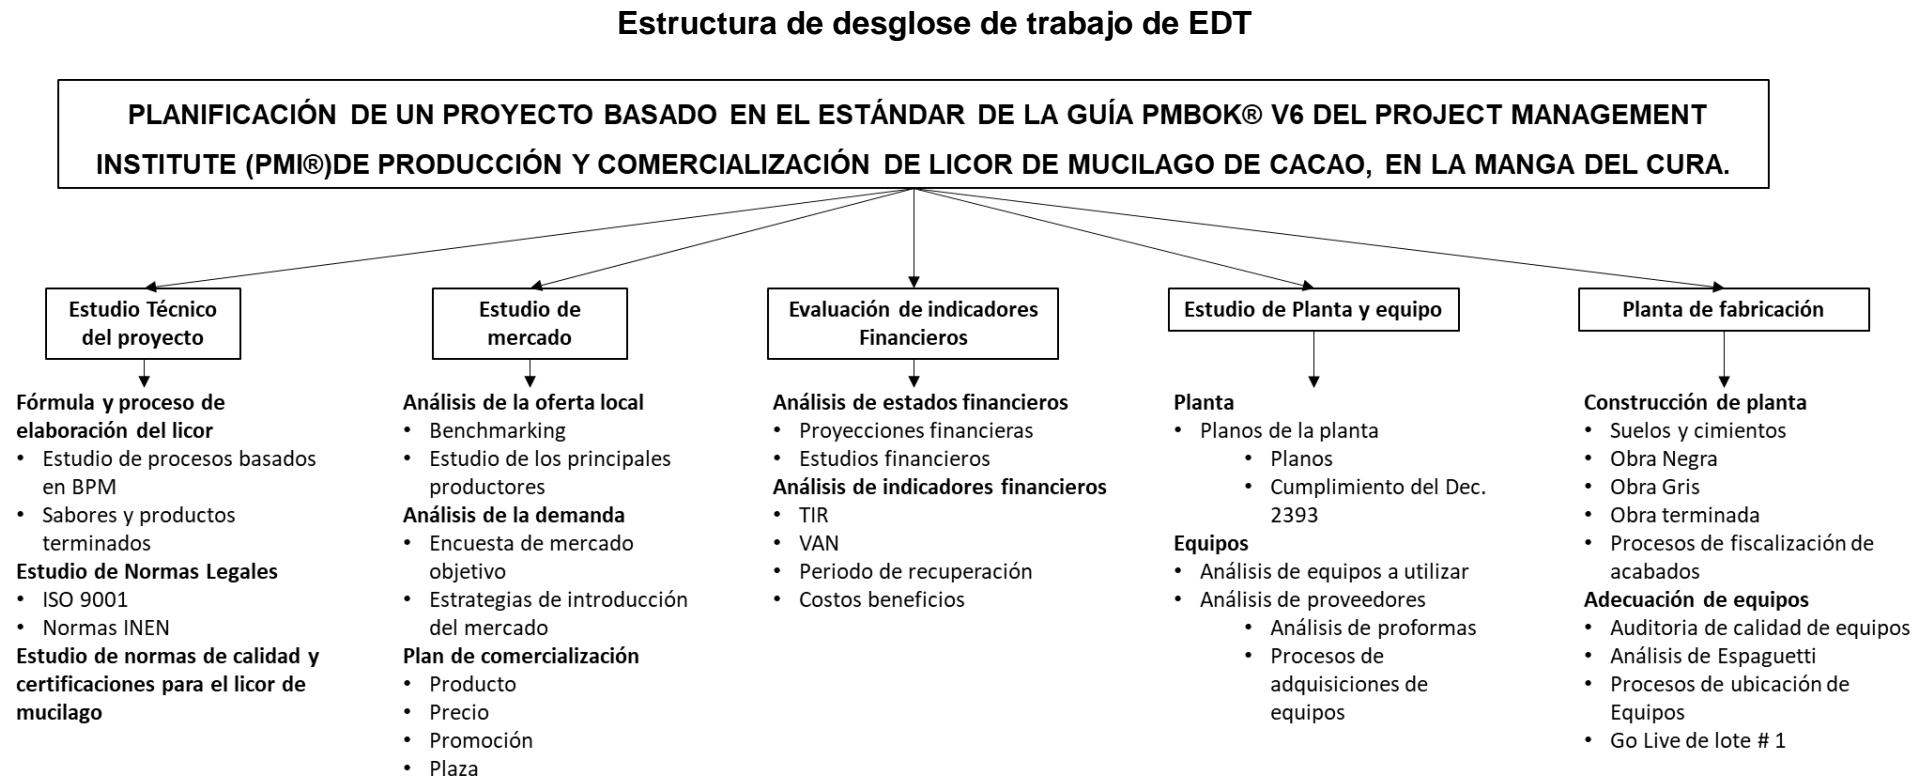 Estructura de desglose de trabajo de EDT
PLANIFICACIÓN DE UN PROYECTO BASADO EN EL ESTÁNDAR DE LA GUÍA PMBOK® V6 DEL PROJECT MANAGEMENT
INSTITUTE (PMI®)DE PRODUCCIÓN Y COMERCIALIZACIÓN DE LICOR DE MUCILAGO DE CACAO, EN LA MANGA DEL CURA.
Estudio Técnico
del proyecto
Fórmula y proceso de
elaboración del licor
• Estudio de procesos basados
en BPM
• Sabores y productos
terminados
Estudio de Normas Legales
• ISO 9001
• Normas INEN
Estudio de normas de calidad y
certificaciones para el licor de
mucilago
Estudio de
mercado
Análisis de la oferta local
• Benchmarking
• Estudio de los principales
productores
Análisis de la demanda
• Encuesta de mercado
objetivo
• Estrategias de introducción
del mercado
Plan de comercialización
• Producto
• Precio
• Promoción
• Plaza
Evaluación de indicadores
Financieros
Análisis de estados financieros
• Proyecciones financieras
• Estudios financieros
Análisis de indicadores financieros
• TIR
• VAN
• Periodo de recuperación
• Costos beneficios
Estudio de Planta y equipo
Planta
• Planos de la planta
• Planos
• Cumplimiento del Dec.
2393
Equipos
• Análisis de equipos a utilizar
• Análisis de proveedores
• Análisis de proformas
• Procesos de
adquisiciones de
equipos
Planta de fabricación
Construcción de planta
• Suelos y cimientos
• Obra Negra
• Obra Gris
• Obra terminada
• Procesos de fiscalización de
acabados
Adecuación de equipos
• Auditoria de calidad de equipos
• Análisis de Espaguetti
• Procesos de ubicación de
Equipos
• Go Live de lote # 1